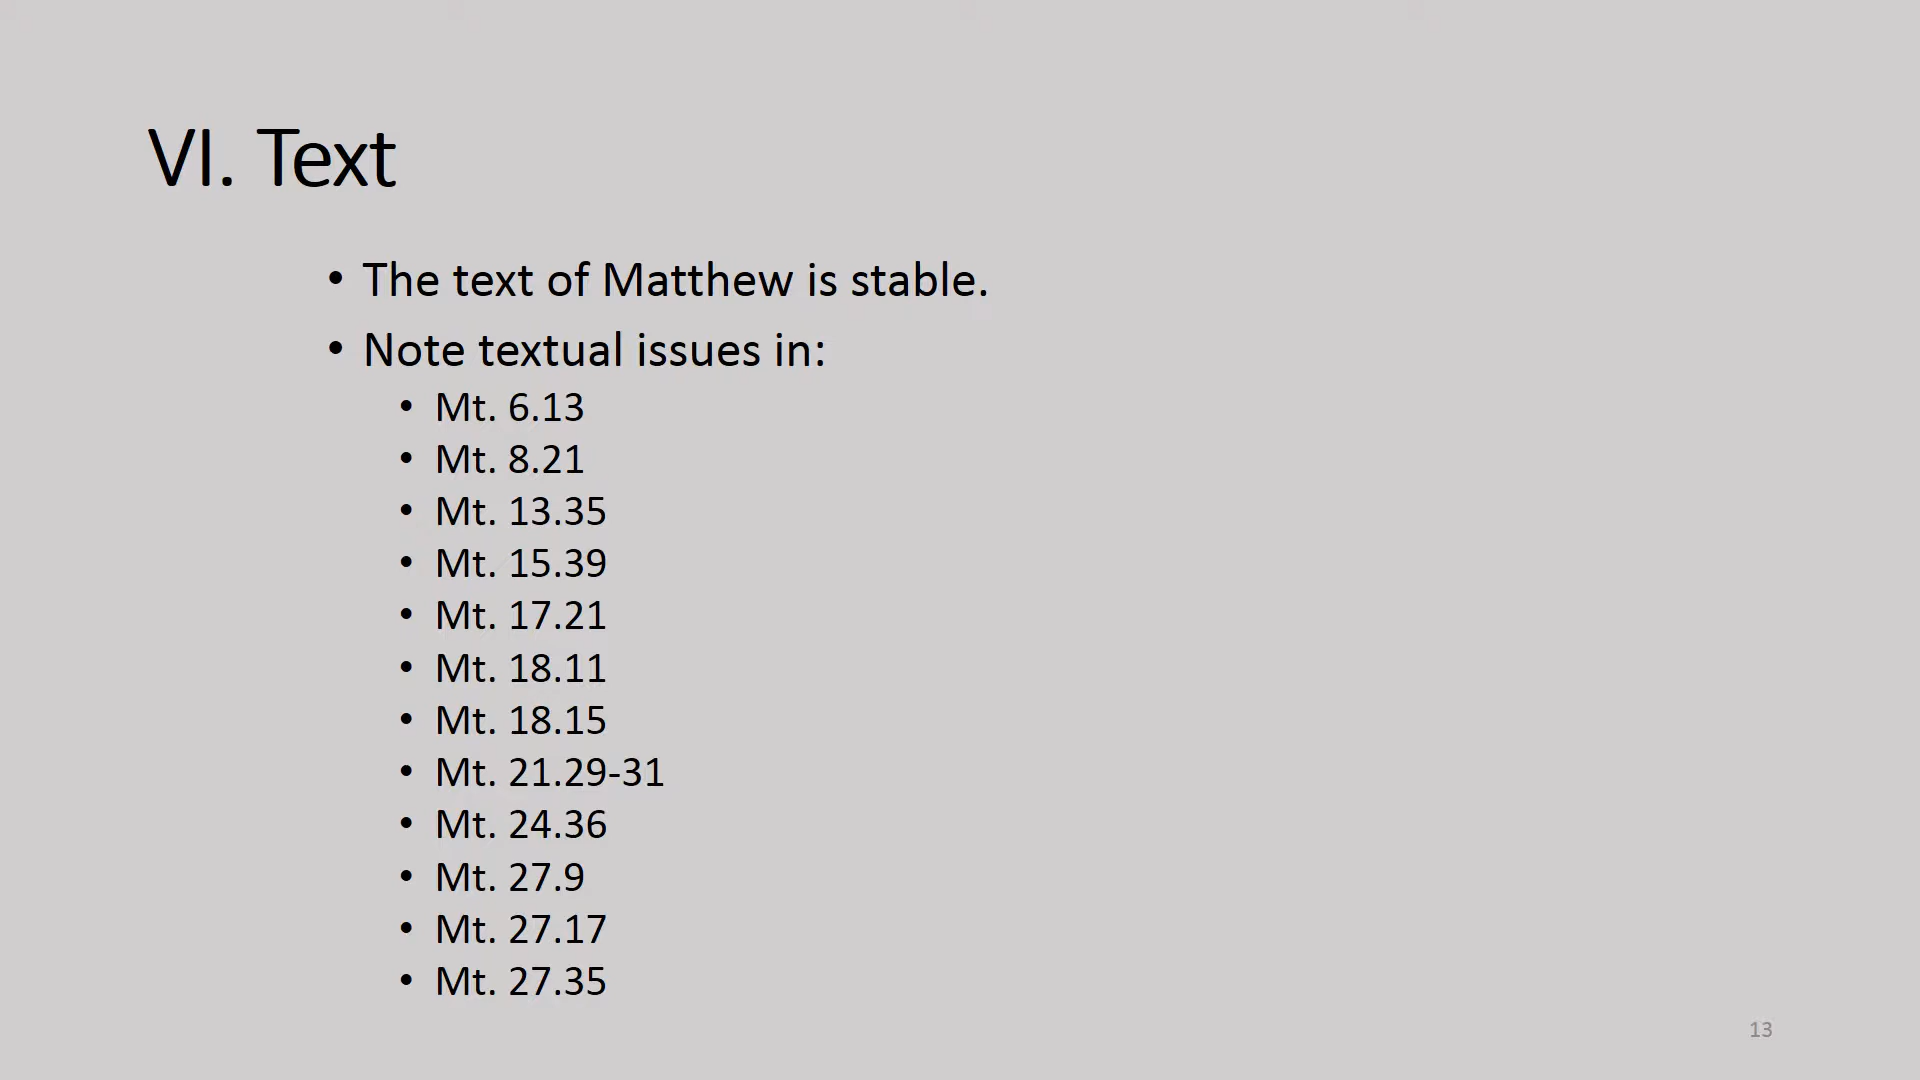 VI. Text
• The text of Matthew is stable.
• Note textual issues in:
• Mt. 6.13
• Mt. 8.21
• Mt. 13.35
• Mt. 15.39
• Mt. 17.21
• Mt. 18.11
• Mt. 18.15
• Mt. 21.29-31
• Mt. 24.36
• Mt. 27.9
• Mt. 27.17
• Mt. 27.35
13